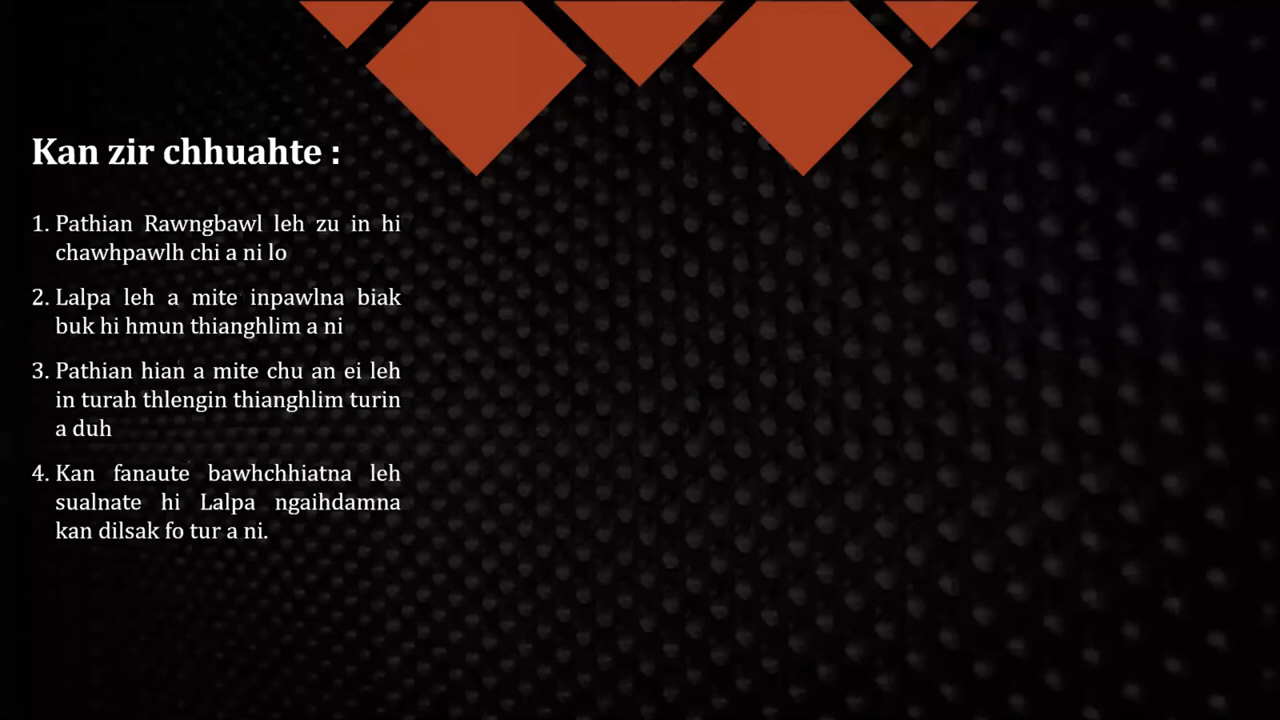 Kan zir chhuahte :
1. Pathian Rawngbawl leh zu in hi
chawhpawlh chi a ni lo
2. Lalpa leh a mite inpawlna biak
buk hi hmun thianghlim a ni
3. Pathian hian a mite chu an ei leh
in turah thlengin thianghlim turin
a duh
4. Kan fanaute bawhchhiatna leh
sualnate hi Lalpa ngaihdamna
kan dilsak fo tur a ni.